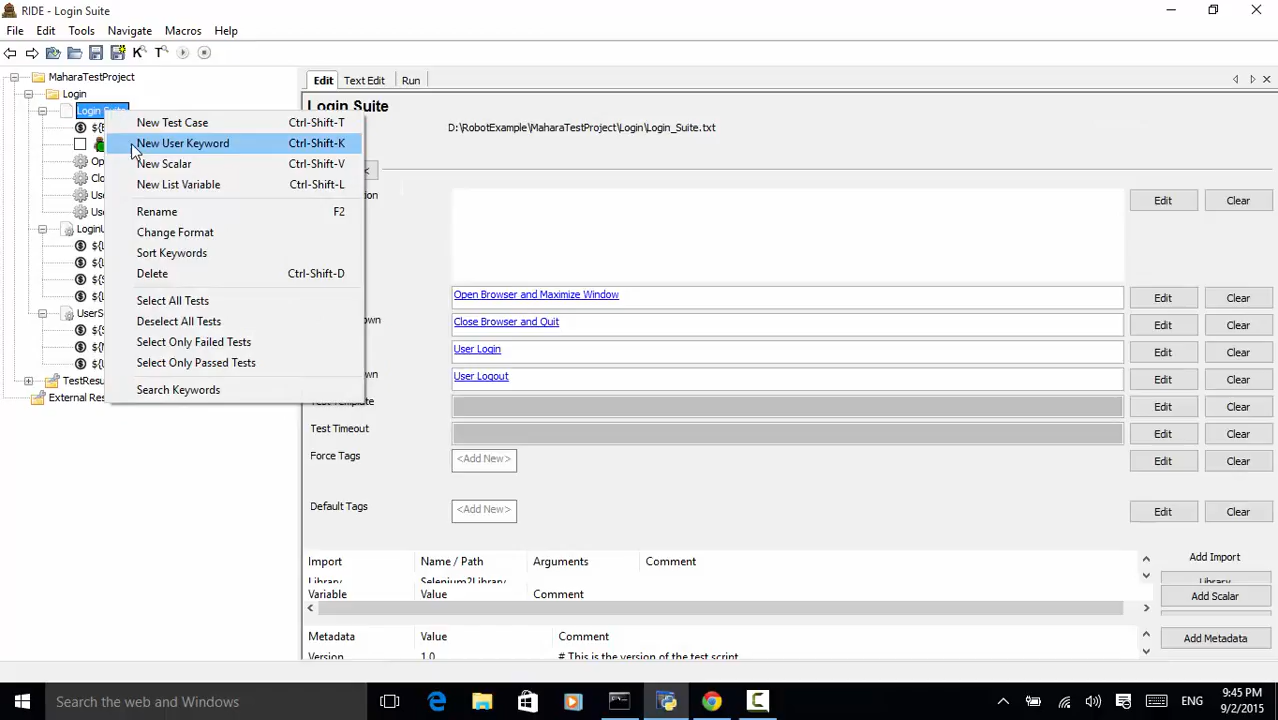 RIDE - Login Suite
File Edit Tools Navigate Macros Help
MaharaTestProject
Login
Login Suite
New Test Case Ctrl-Shift-T
New User Keyword Ctrl-Shift-K
New Scalar Ctrl-Shift-V
New List Variable Ctrl-Shift-L
Rename F2
Change Format
Sort Keywords
Delete Ctrl-Shift-D
Select All Tests
Deselect All Tests
Select Only Failed Tests
Select Only Passed Tests
Search Keywords
Edit Text Edit Run
Login Suite
D:\RobotExample\MaharaTestProject\Login\Login_Suite.txt
Edit Clear
Open Browser and Maximize Window Edit Clear
Close Browser and Quit Edit Clear
User Login Edit Clear
User Logout Edit Clear
Test Template Edit Clear
Test Timeout Edit Clear
Force Tags <Add New> Edit Clear
Default Tags <Add New> Edit Clear
Import Name / Path Arguments Comment Add Import
Library Selenium2Library Library
Variable Value Comment Add Scalar
Metadata Value Comment Add Metadata
Version 1.0 # This is the version of the test script
Search the web and Windows
ENG
9:45 PM
9/2/2015